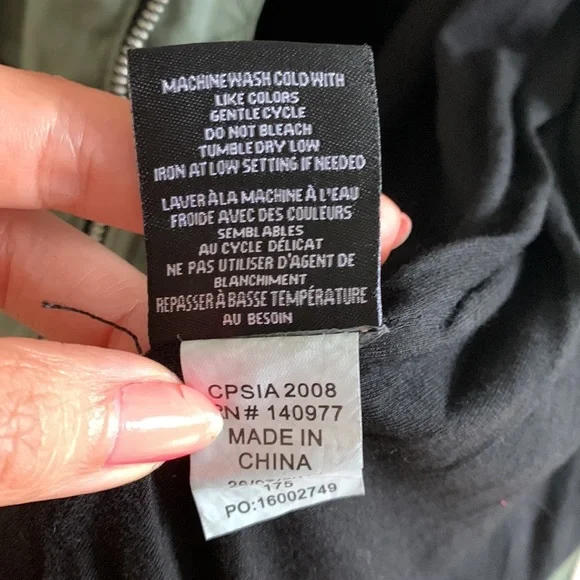 MACHINE WASH COLD WITH
LIKE COLORS
GENTLE CYCLE
DO NOT BLEACH
TUMBLE DRY LOW
IRON AT LOW SETTING IF NEEDED
LAVER À LA MACHINE À L'EAU
FROIDE AVEC DES COULEURS
SEMBLABLES
AU CYCLE DÉLICAT
NE PAS UTILISER D'AGENT DE
BLANCHIMENT
REPASSER À BASSE TEMPÉRATURE
AU BESOIN
CPSIA 2008
# 140977
MADE IN
CHINA
175
PO:16002749